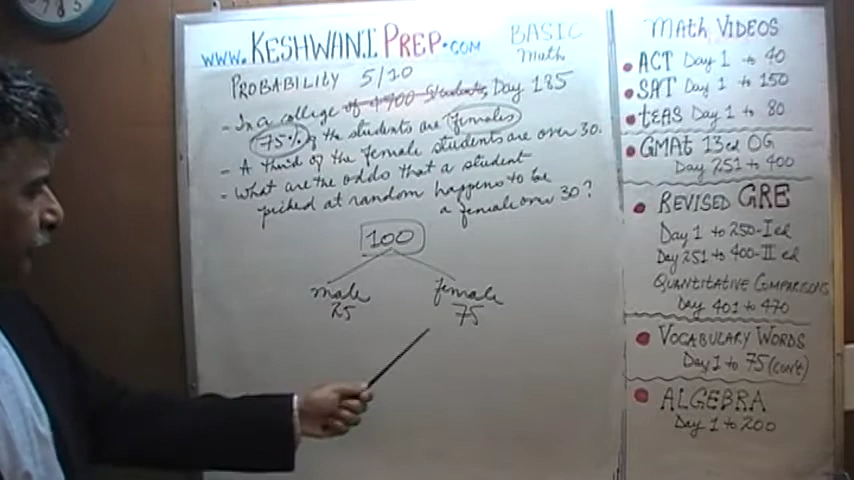 www.KESHWANIPREP.COM
BASIC
Math
PROBABILITY 5/10
Day 185
- In a college of 4900 students,
75% of the students are females
- A third of the female students are over 30.
- What are the odds that a student
picked at random happens to be
a female over 30?
100
male female
25 75
MATH VIDEOS
ACT Day 1 to 40
SAT Day 1 to 150
tEAS Day 1 to 80
GMAt 13ed OG
Day 251 to 400
REVISED GRE
Day 1 to 250-I ed
Day 251 to 400-II ed
QUANTITATIVE COMPARISONS
Day 401 to 470
VOCABULARY WORDS
Day 1 to 75 (con't)
ALGEBRA
Day 1 to 200